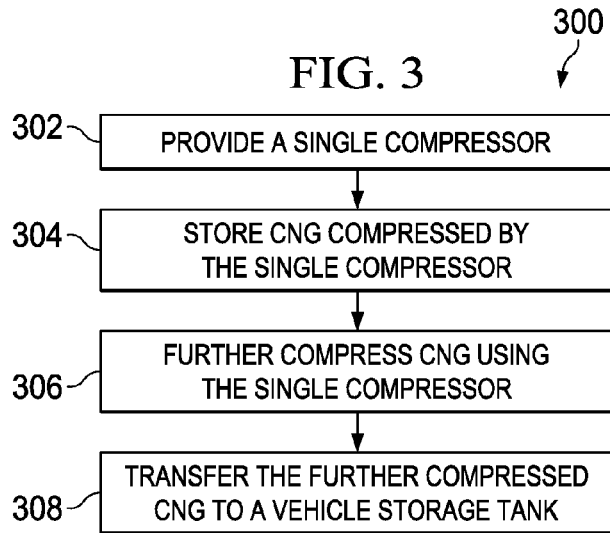 300
FIG. 3
302
PROVIDE A SINGLE COMPRESSOR
304
STORE CNG COMPRESSED BY
THE SINGLE COMPRESSOR
306
FURTHER COMPRESS CNG USING
THE SINGLE COMPRESSOR
308
TRANSFER THE FURTHER COMPRESSED
CNG TO A VEHICLE STORAGE TANK